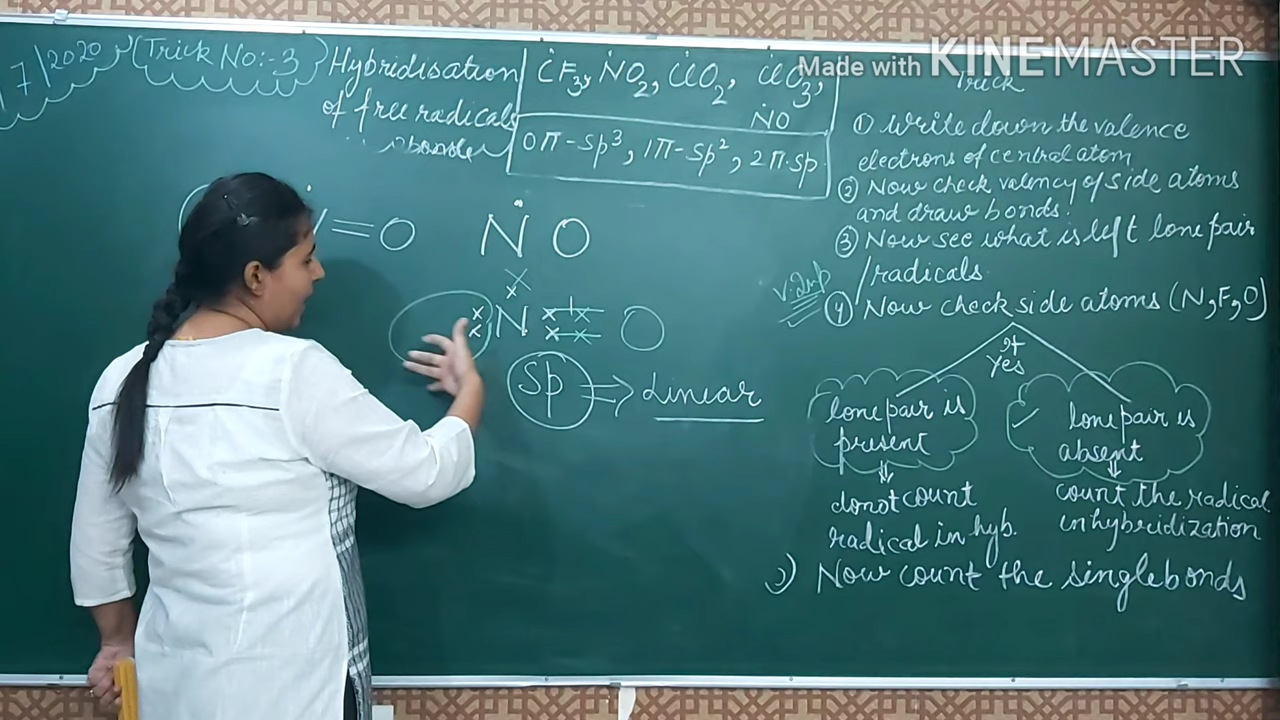 Made with KINEMASTER
7/2020 (Trick No:-3)
Hybridisation
of free radicals
ĊF3, ṄO2, ĊlO2, ĊlO3,
ṄO
0π-sp³, 1π-sp², 2π.sp.
Trick
① Write down the valence
electrons of central atom
② Now check valency of side atoms
and draw bonds.
③ Now see what is left lone pair
/radicals.
V.Imp
④ Now check side atoms (N,F,O)
If
Yes
lone pair is
present
⇓
donot count
radical in hyb.
✓ lone pair is
absent
⇓
count the radical
in hybridization
Now count the single bonds
=O
ṄO
N O
sp ⇒ Linear